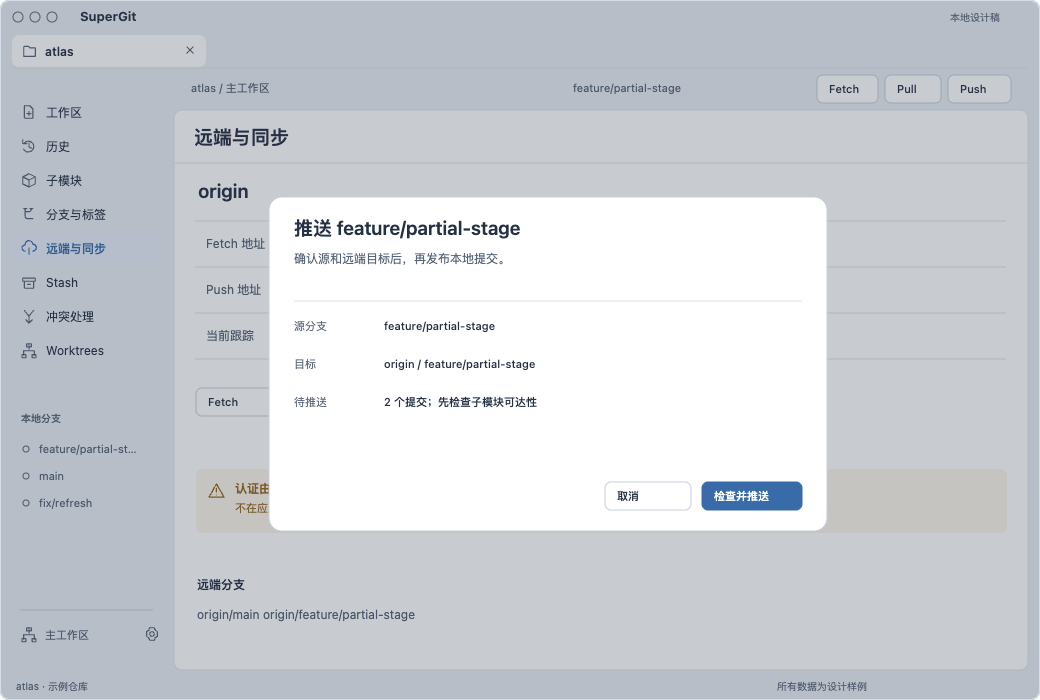 SuperGit
本地设计稿
atlas
atlas / 主工作区
feature/partial-stage
Fetch
Pull
Push
工作区
历史
子模块
分支与标签
远端与同步
Stash
冲突处理
Worktrees
本地分支
feature/partial-st...
main
fix/refresh
主工作区
atlas · 示例仓库
远端与同步
origin
Fetch 地址
Push 地址
当前跟踪
Fetch
认证由
不在应
远端分支
origin/main origin/feature/partial-stage
推送 feature/partial-stage
确认源和远端目标后，再发布本地提交。
源分支 feature/partial-stage
目标 origin / feature/partial-stage
待推送 2 个提交；先检查子模块可达性
取消
检查并推送
所有数据为设计样例